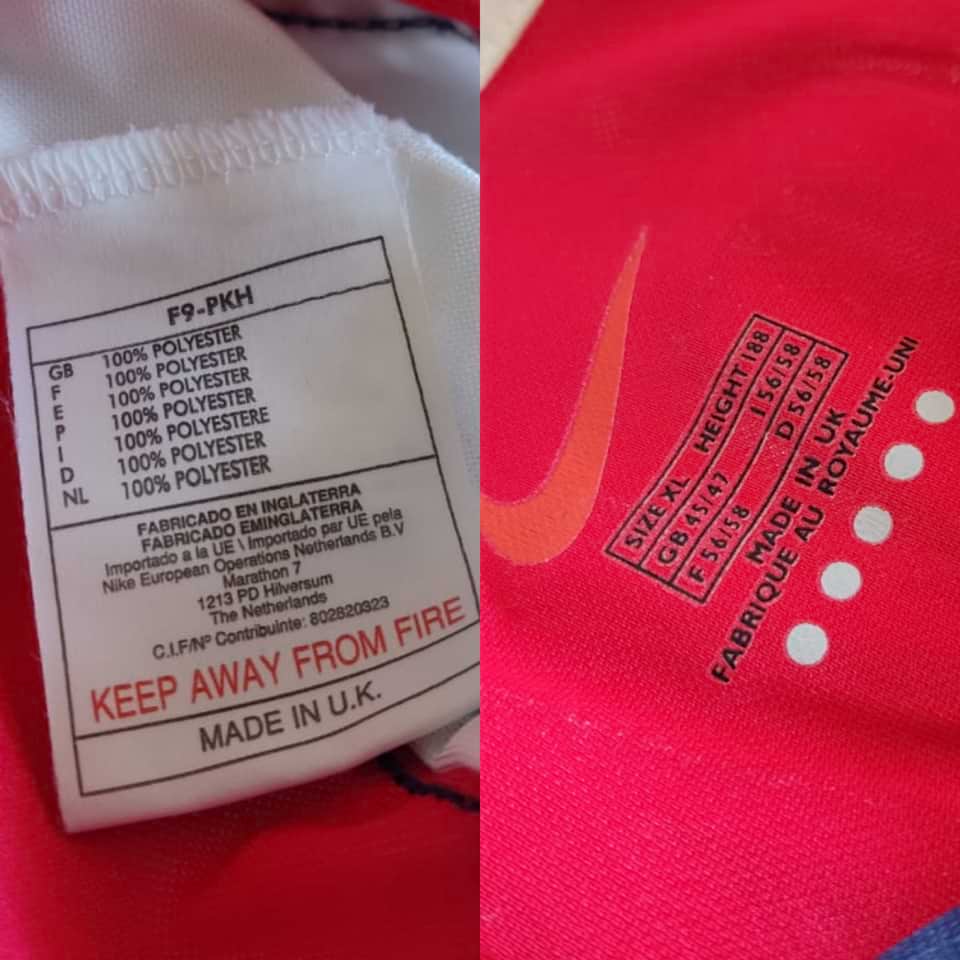 F9-PKH
GB 100% POLYESTER
F 100% POLYESTER
E 100% POLYESTER
P 100% POLYESTER
I 100% POLYESTERE
D 100% POLYESTER
NL 100% POLYESTER
FABRICADO EN INGLATERRA
FABRICADO EMINGLATERRA
Importado a la UE \ Importado par UE pela
Nike European Operations Netherlands B.V
Marathon 7
1213 PD Hilversum
The Netherlands
C.I.F/Nº Contribuinte: 802820323
KEEP AWAY FROM FIRE
MADE IN U.K.
SIZE XL HEIGHT 188
GB 45/47 I 56/58
F 56/58 D 56/58
MADE IN UK
FABRIQUE AU ROYAUME-UNI